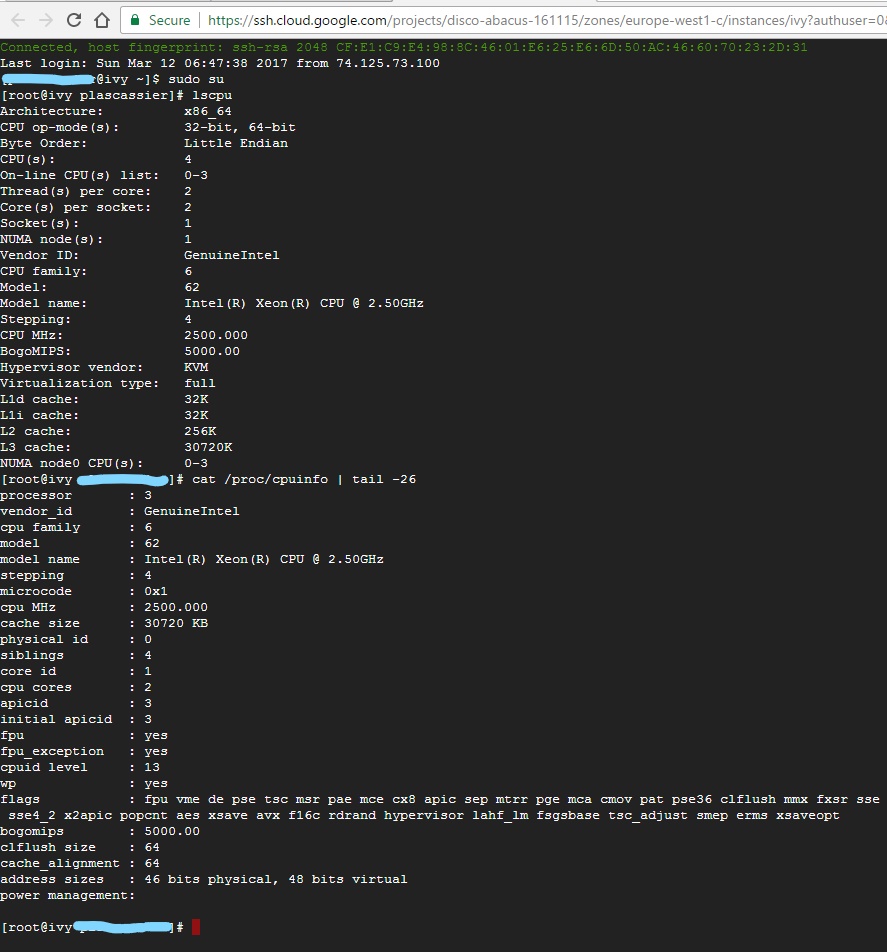 Secure https://ssh.cloud.google.com/projects/disco-abacus-161115/zones/europe-west1-c/instances/ivy?authuser=0
Connected, host fingerprint: ssh-rsa 2048 CF:E1:C9:E4:98:8C:46:01:E6:25:E6:6D:50:AC:46:60:70:23:2D:31
Last login: Sun Mar 12 06:47:38 2017 from 74.125.73.100
@ivy ~]$ sudo su
[root@ivy plascassier]# lscpu
Architecture: x86_64
CPU op-mode(s): 32-bit, 64-bit
Byte Order: Little Endian
CPU(s): 4
On-line CPU(s) list: 0-3
Thread(s) per core: 2
Core(s) per socket: 2
Socket(s): 1
NUMA node(s): 1
Vendor ID: GenuineIntel
CPU family: 6
Model: 62
Model name: Intel(R) Xeon(R) CPU @ 2.50GHz
Stepping: 4
CPU MHz: 2500.000
BogoMIPS: 5000.00
Hypervisor vendor: KVM
Virtualization type: full
L1d cache: 32K
L1i cache: 32K
L2 cache: 256K
L3 cache: 30720K
NUMA node0 CPU(s): 0-3
[root@ivy ]# cat /proc/cpuinfo | tail -26
processor : 3
vendor_id : GenuineIntel
cpu family : 6
model : 62
model name : Intel(R) Xeon(R) CPU @ 2.50GHz
stepping : 4
microcode : 0x1
cpu MHz : 2500.000
cache size : 30720 KB
physical id : 0
siblings : 4
core id : 1
cpu cores : 2
apicid : 3
initial apicid : 3
fpu : yes
fpu_exception : yes
cpuid level : 13
wp : yes
flags : fpu vme de pse tsc msr pae mce cx8 apic sep mtrr pge mca cmov pat pse36 clflush mmx fxsr sse
sse4_2 x2apic popcnt aes xsave avx f16c rdrand hypervisor lahf_lm fsgsbase tsc_adjust smep erms xsaveopt
bogomips : 5000.00
clflush size : 64
cache_alignment : 64
address sizes : 46 bits physical, 48 bits virtual
power management:
[root@ivy ]#